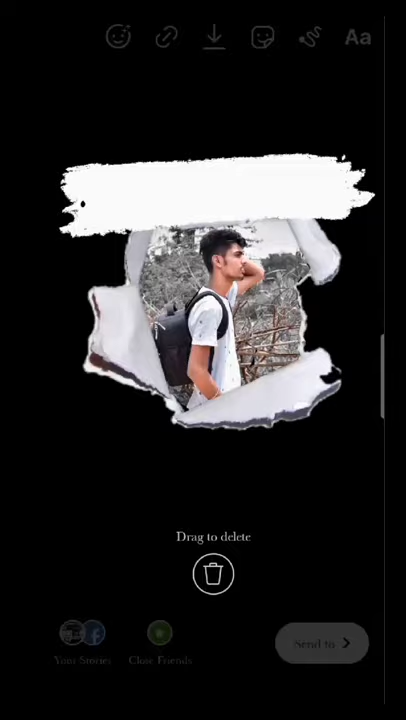 Aa
Drag to delete
Your Stories
Close Friends
Send to